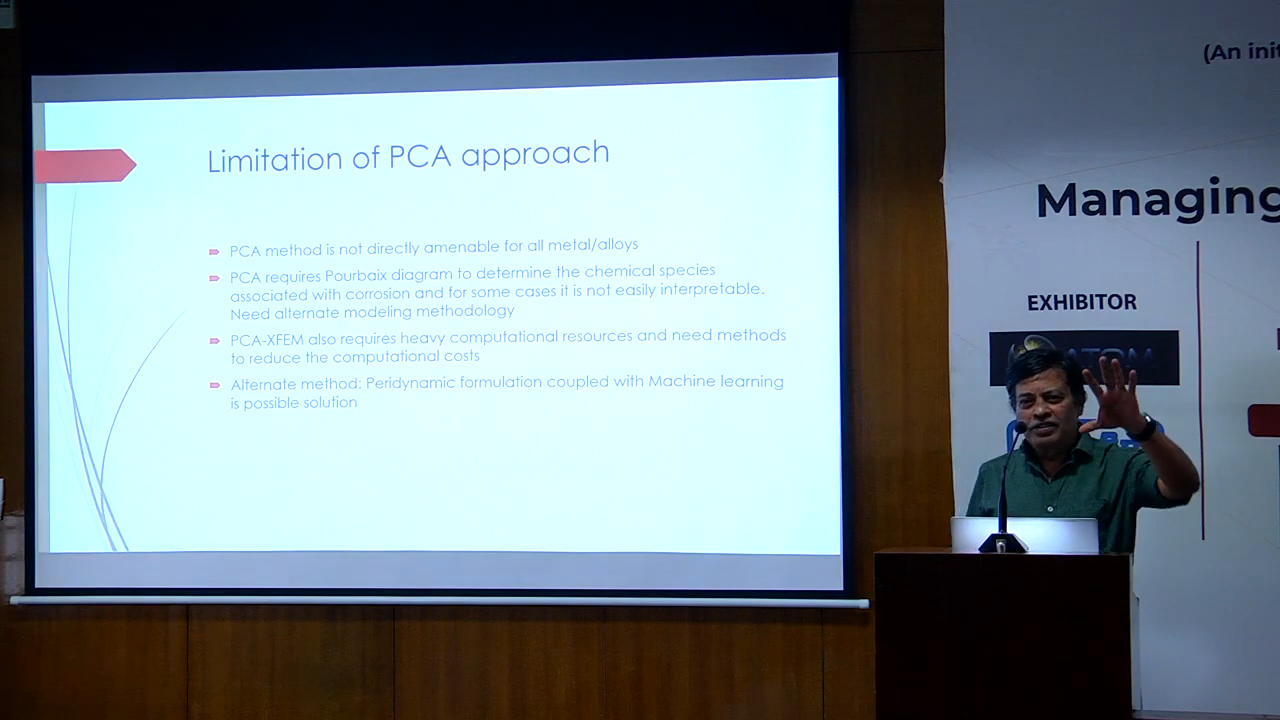 Limitation of PCA approach
PCA method is not directly amenable for all metal/alloys
PCA requires Pourbaix diagram to determine the chemical species
associated with corrosion and for some cases it is not easily interpretable.
Need alternate modeling methodology
PCA-XFEM also requires heavy computational resources and need methods
to reduce the computational costs
Alternate method: Peridynamic formulation coupled with Machine learning
is possible solution
(An init
Managing
EXHIBITOR